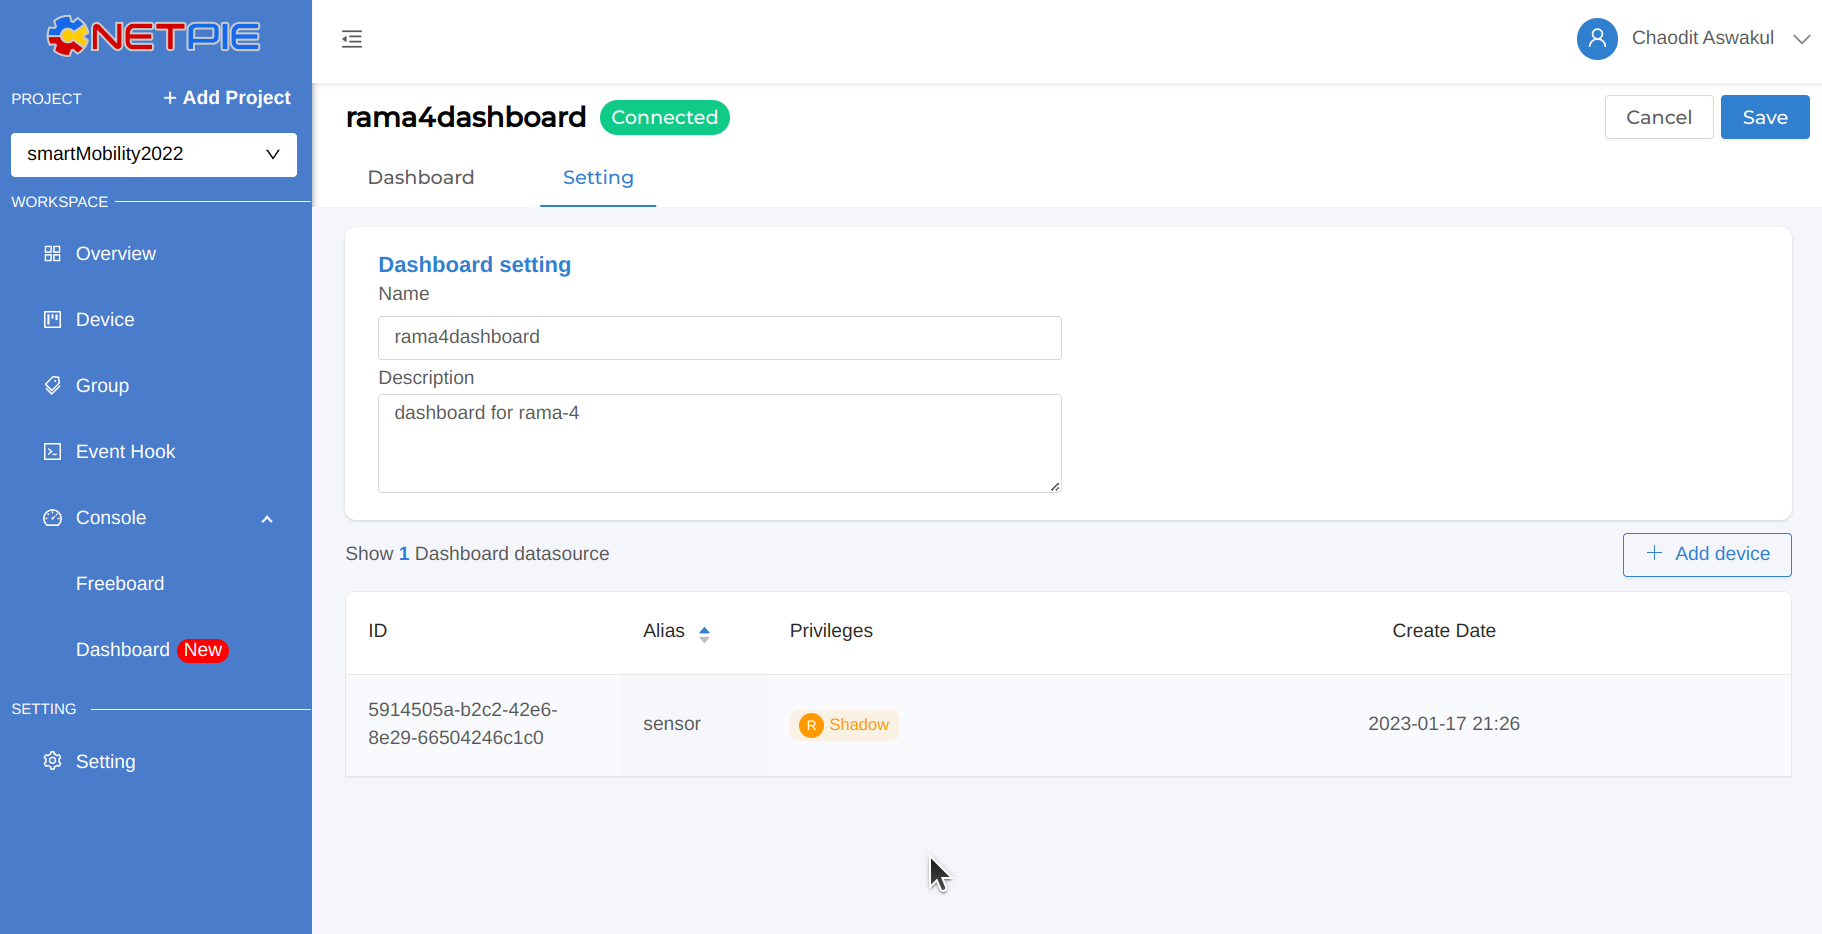 NETPIE
Chaodit Aswakul
PROJECT
+ Add Project
smartMobility2022
WORKSPACE
Overview
Device
Group
Event Hook
Console
Freeboard
Dashboard New
SETTING
Setting
rama4dashboard Connected
Cancel Save
Dashboard Setting
Dashboard setting
Name
rama4dashboard
Description
dashboard for rama-4
Show 1 Dashboard datasource
+ Add device
ID Alias Privileges Create Date
5914505a-b2c2-42e6-
8e29-66504246c1c0
sensor
R Shadow
2023-01-17 21:26